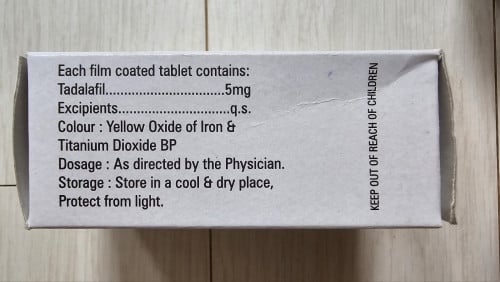 Each film coated tablet contains:
Tadalafil...............................5mg
Excipients.............................q.s.
Colour : Yellow Oxide of Iron &
Titanium Dioxide BP
Dosage : As directed by the Physician.
Storage : Store in a cool & dry place,
Protect from light.
KEEP OUT OF REACH OF CHILDREN